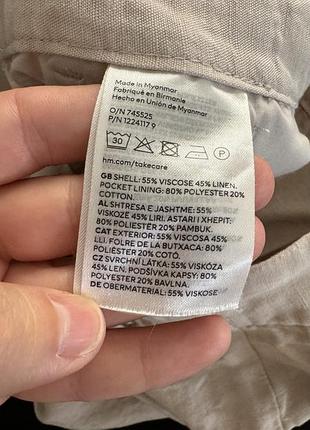 Made in Myanmar
Fabriqué en Birmanie
Hecho en Unión de Myanmar
O/N 745525
P/N 1224117 9
30
P
hm.com/takecare
GB SHELL: 55% VISCOSE 45% LINEN.
POCKET LINING: 80% POLYESTER 20%
COTTON.
AL SHTRESA E JASHTME: 55%
VISKOZË 45% LIRI. ASTARI I XHEPIT:
80% POLIESTËR 20% PAMBUK.
CAT EXTERIOR: 55% VISCOSA 45%
LLI. FOLRE DE LA BUTXACA: 80%
POLIÈSTER 20% COTÓ.
CZ SVRCHNÍ LÁTKA: 55% VISKÓZA
45% LEN. PODŠÍVKA KAPSY: 80%
POLYESTER 20% BAVLNA.
DE OBERMATERIAL: 55% VISKOSE